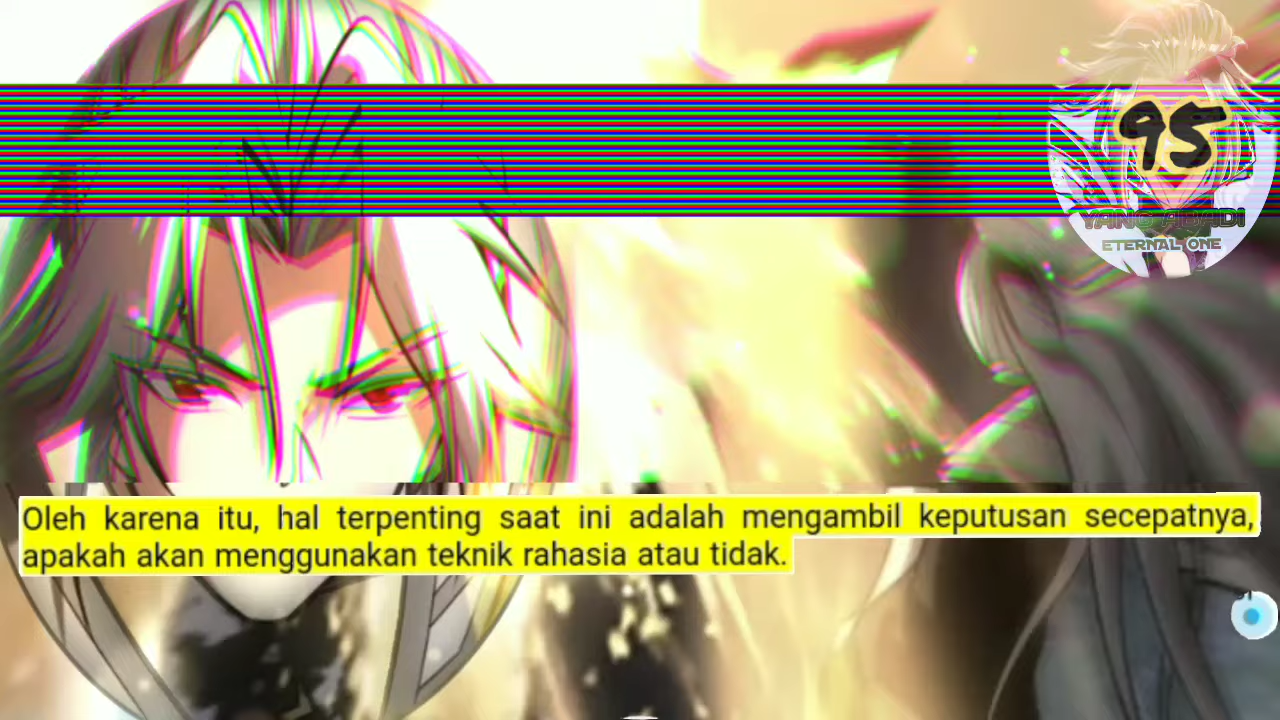 95
YANG ABADI
ETERNAL ONE
Oleh karena itu, hal terpenting saat ini adalah mengambil keputusan secepatnya,
apakah akan menggunakan teknik rahasia atau tidak.